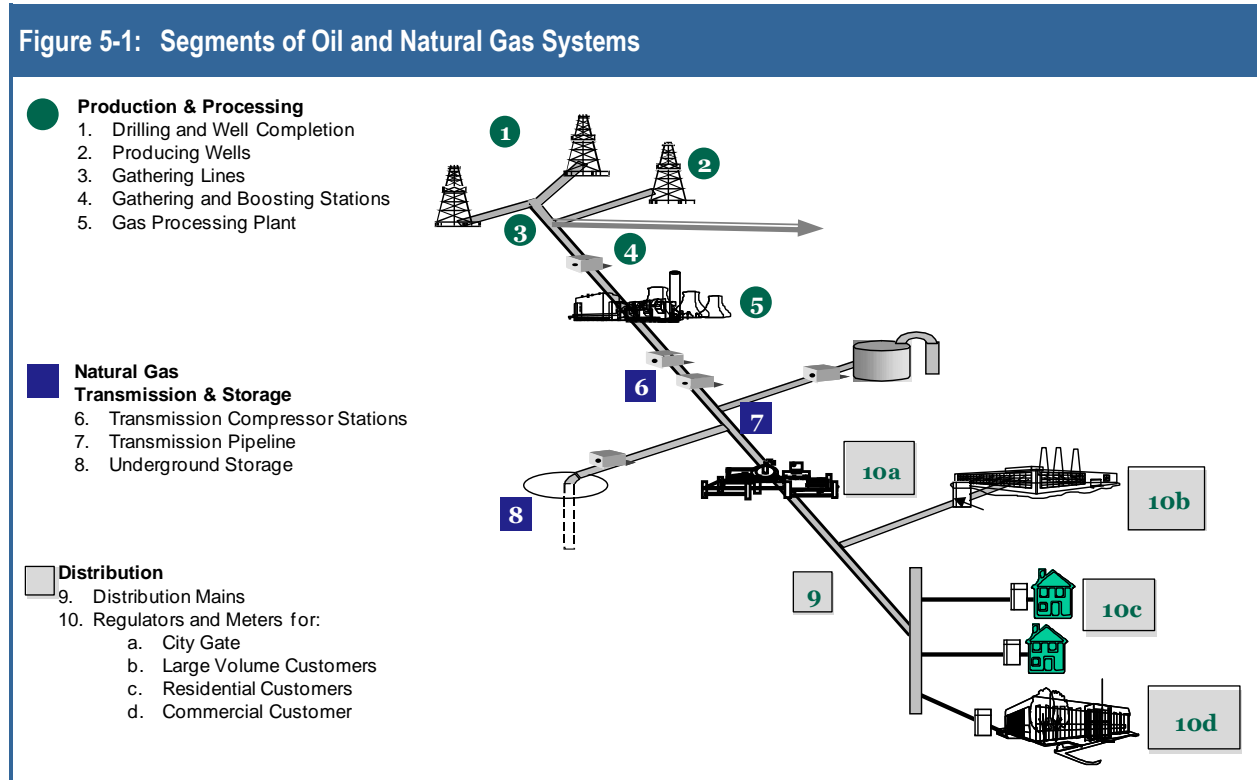 Figure 5-1: Segments of Oil and Natural Gas Systems
Production & Processing
1. Drilling and Well Completion
2. Producing Wells
3. Gathering Lines
4. Gathering and Boosting Stations
5. Gas Processing Plant
Natural Gas
Transmission & Storage
6. Transmission Compressor Stations
7. Transmission Pipeline
8. Underground Storage
Distribution
9. Distribution Mains
10. Regulators and Meters for:
a. City Gate
b. Large Volume Customers
c. Residential Customers
d. Commercial Customer
1
2
3
4
5
6
7
8
10a
10b
9
10c
10d